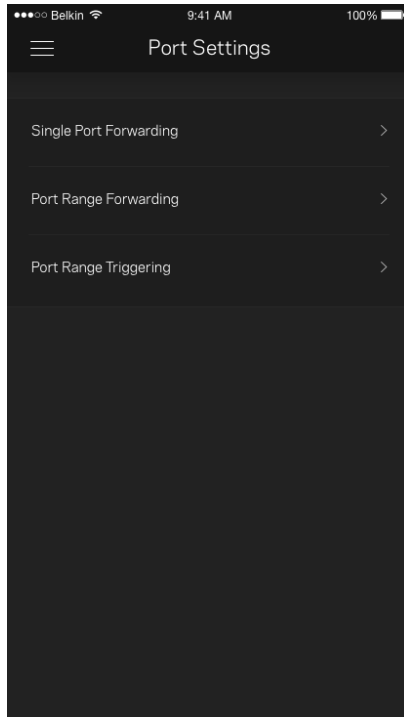 ●●●○○ Belkin 9:41 AM 100%
Port Settings
Single Port Forwarding
Port Range Forwarding
Port Range Triggering